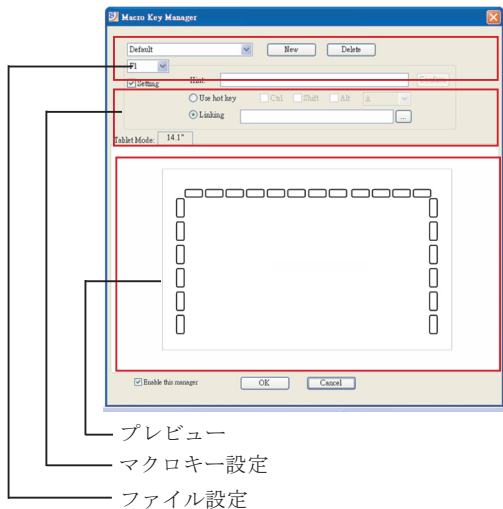 Macro Key Manager
Default New Delete
F1
Setting Hint: Confirm
Use hot key Ctrl Shift Alt A
Linking ...
Tablet Mode: 14.1"
Enable this manager OK Cancel
プレビュー
マクロキー設定
ファイル設定